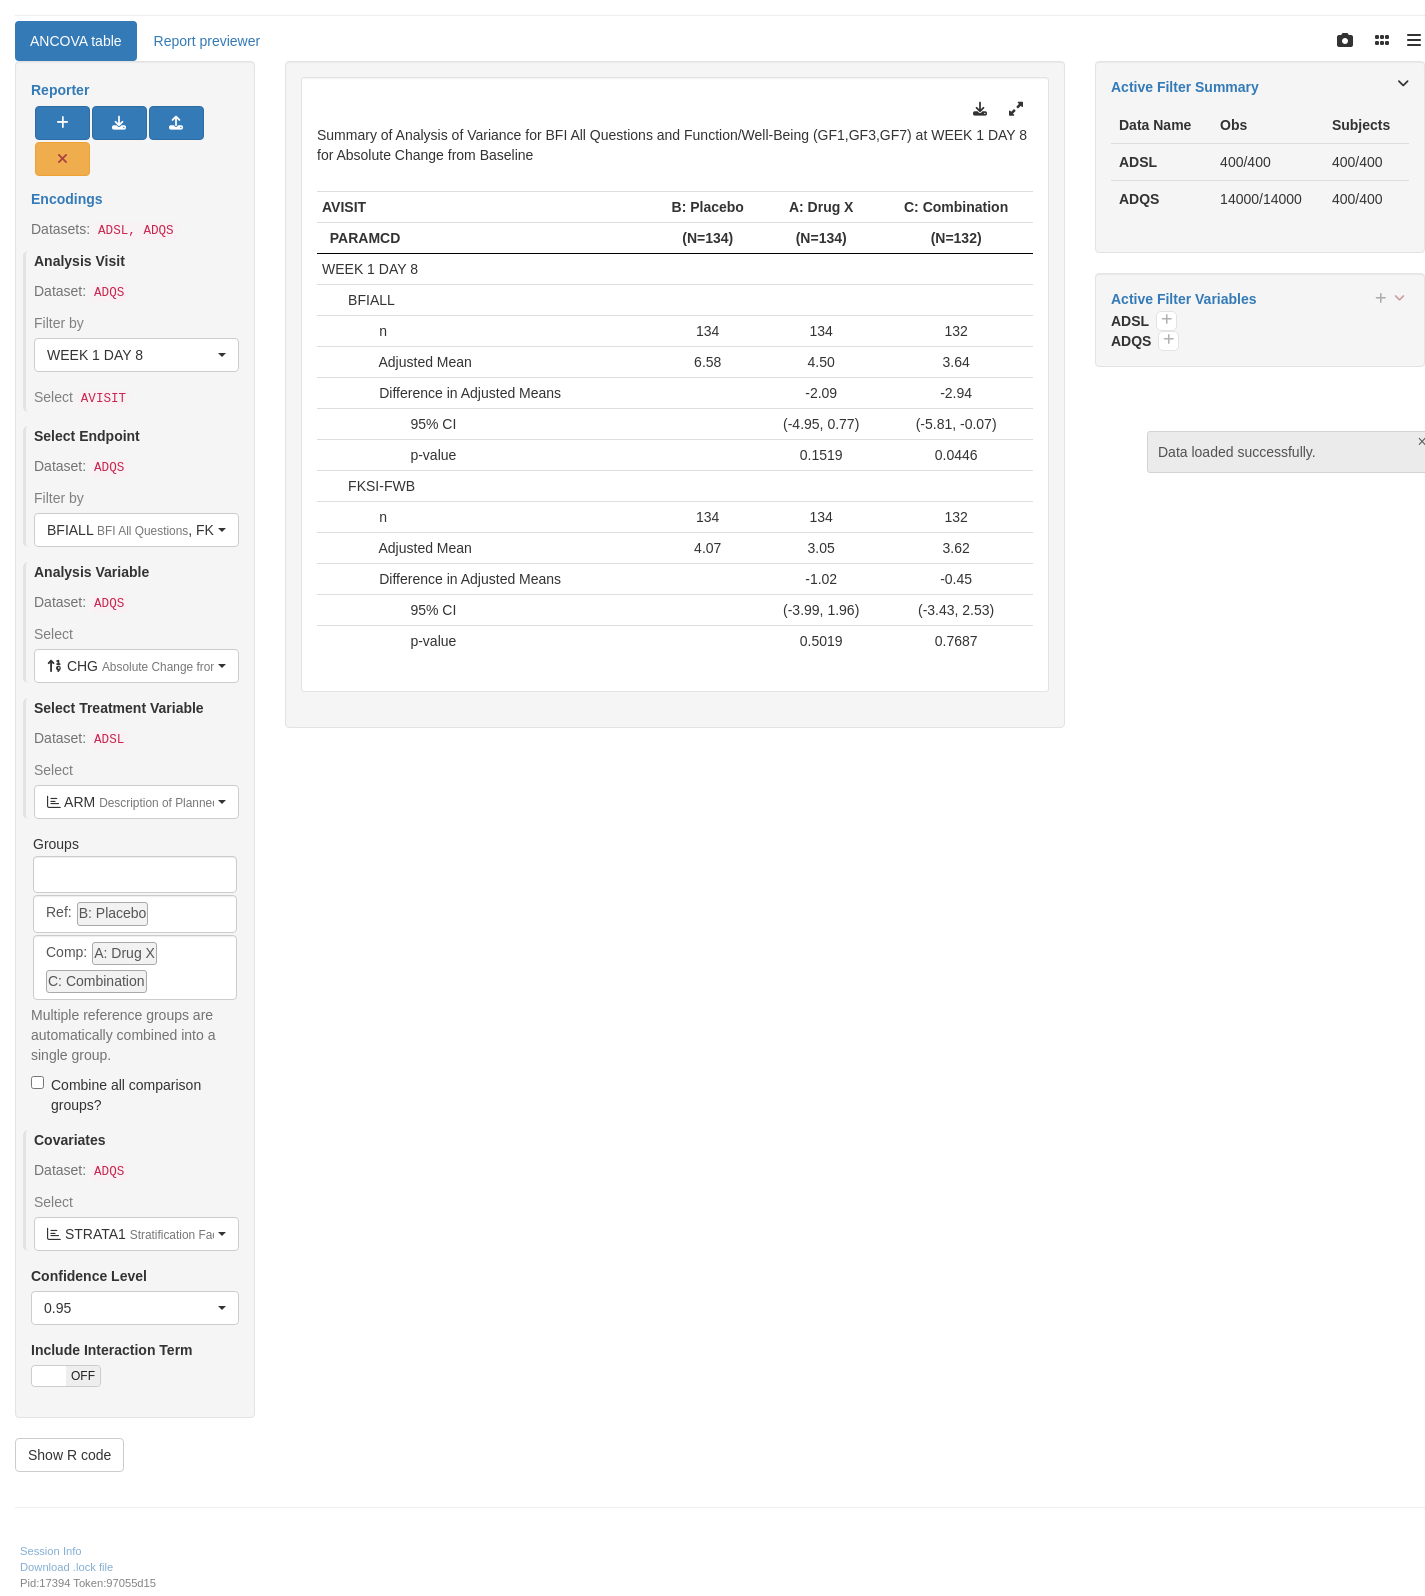 ANCOVA table
Report previewer
Reporter
Encodings
Datasets: ADSL, ADQS
Analysis Visit
Dataset: ADQS
Filter by
WEEK 1 DAY 8
Select AVISIT
Select Endpoint
Dataset: ADQS
Filter by
BFIALL BFI All Questions, FK
Analysis Variable
Dataset: ADQS
Select
CHG Absolute Change from
Select Treatment Variable
Dataset: ADSL
Select
ARM Description of Planned
Groups
Ref: B: Placebo
Comp: A: Drug X
C: Combination
Multiple reference groups are
automatically combined into a
single group.
Combine all comparison
groups?
Covariates
Dataset: ADQS
Select
STRATA1 Stratification Fac
Confidence Level
0.95
Include Interaction Term
OFF
Show R code
Summary of Analysis of Variance for BFI All Questions and Function/Well-Being (GF1,GF3,GF7) at WEEK 1 DAY 8
for Absolute Change from Baseline
AVISIT B: Placebo A: Drug X C: Combination
PARAMCD (N=134) (N=134) (N=132)
WEEK 1 DAY 8
BFIALL
n 134 134 132
Adjusted Mean 6.58 4.50 3.64
Difference in Adjusted Means -2.09 -2.94
95% CI (-4.95, 0.77) (-5.81, -0.07)
p-value 0.1519 0.0446
FKSI-FWB
n 134 134 132
Adjusted Mean 4.07 3.05 3.62
Difference in Adjusted Means -1.02 -0.45
95% CI (-3.99, 1.96) (-3.43, 2.53)
p-value 0.5019 0.7687
Active Filter Summary
Data Name Obs Subjects
ADSL 400/400 400/400
ADQS 14000/14000 400/400
Active Filter Variables
ADSL
ADQS
Data loaded successfully.
Session Info
Download .lock file
Pid:17394 Token:97055d15